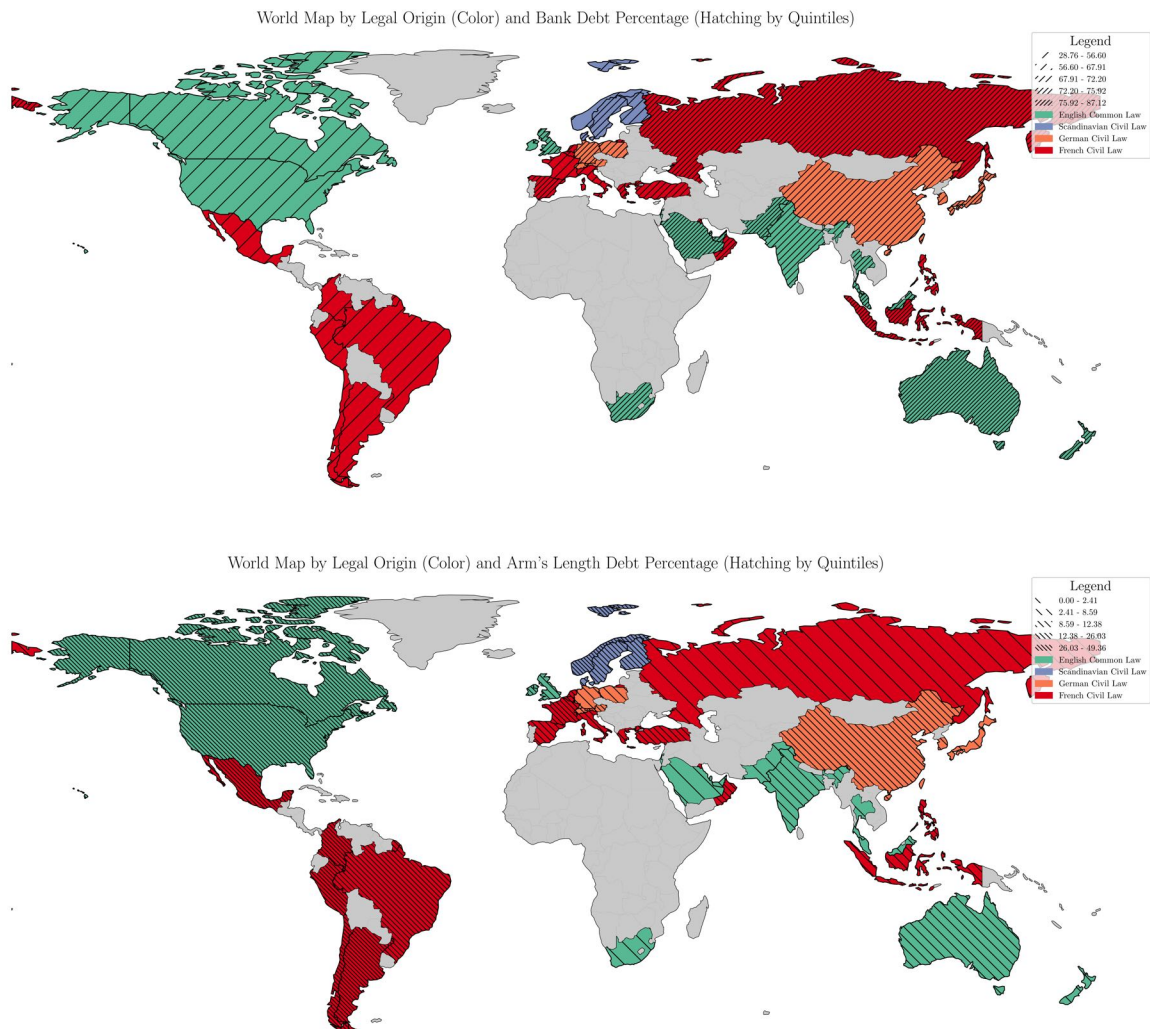 World Map by Legal Origin (Color) and Bank Debt Percentage (Hatching by Quintiles)
Legend
28.76 - 56.60
56.60 - 67.91
67.91 - 72.20
72.20 - 75.92
75.92 - 87.12
English Common Law
Scandinavian Civil Law
German Civil Law
French Civil Law
World Map by Legal Origin (Color) and Arm's Length Debt Percentage (Hatching by Quintiles)
Legend
0.00 - 2.41
2.41 - 8.59
8.59 - 12.38
12.38 - 26.03
26.03 - 49.36
English Common Law
Scandinavian Civil Law
German Civil Law
French Civil Law